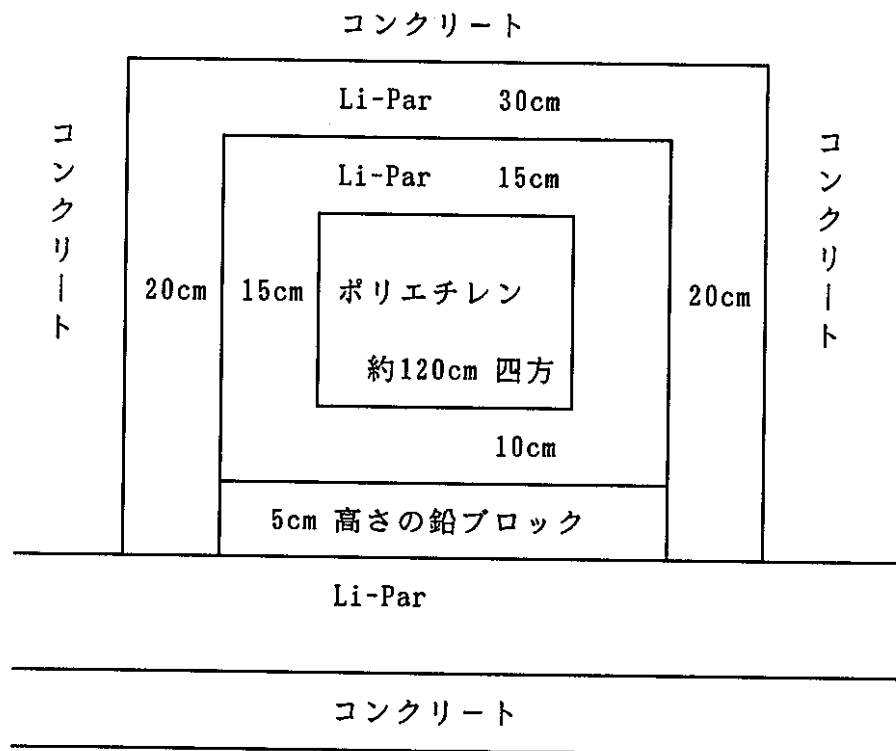 コンクリート
Li-Par 30cm
コンクリート
コンクリート
Li-Par 15cm
20cm
15cm
ポリエチレン
20cm
約120cm 四方
10cm
5cm 高さの鉛ブロック
Li-Par
コンクリート